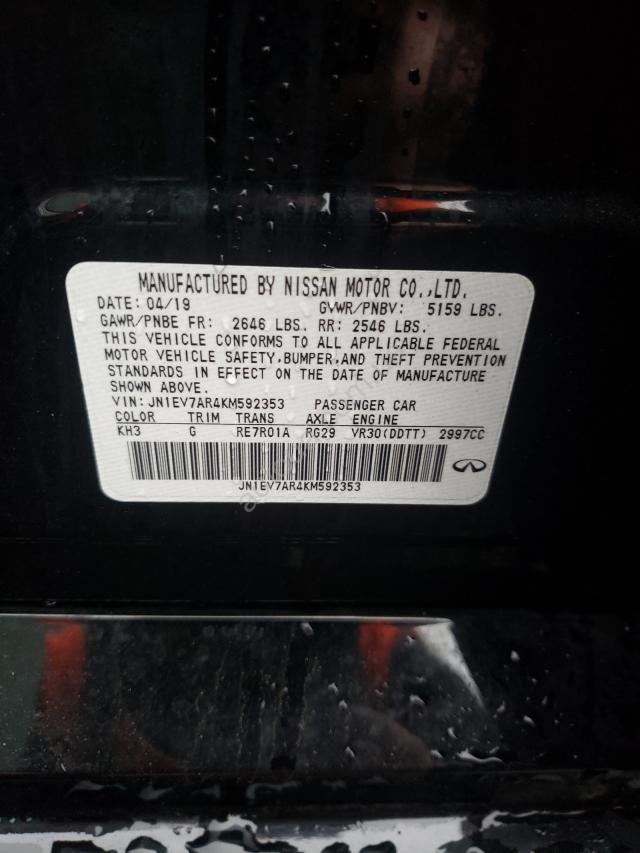 MANUFACTURED BY NISSAN MOTOR CO.,LTD.
DATE: 04/19 GVWR/PNBV: 5159 LBS.
GAWR/PNBE FR: 2646 LBS. RR: 2546 LBS.
THIS VEHICLE CONFORMS TO ALL APPLICABLE FEDERAL
MOTOR VEHICLE SAFETY,BUMPER,AND THEFT PREVENTION
STANDARDS IN EFFECT ON THE DATE OF MANUFACTURE
SHOWN ABOVE.
VIN: JN1EV7AR4KM592353 PASSENGER CAR
COLOR TRIM TRANS AXLE ENGINE
KH3 G RE7R01A RG29 VR30(DDTT) 2997CC
JN1EV7AR4KM592353